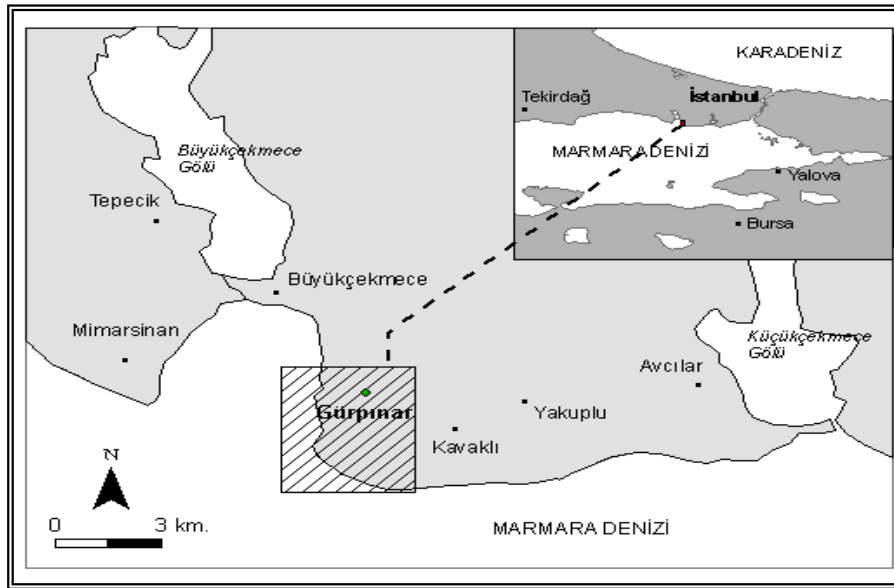 KARADENİZ
İstanbul
Tekirdağ
MARMARA DENİZİ
Yalova
Bursa
Büyükçekmece
Gölü
Tepecik
Büyükçekmece
Mimarsinan
Küçükçekmece
Gölü
Avcılar
Gürpınar
Yakuplu
Kavaklı
N
0 3 km.
MARMARA DENİZİ